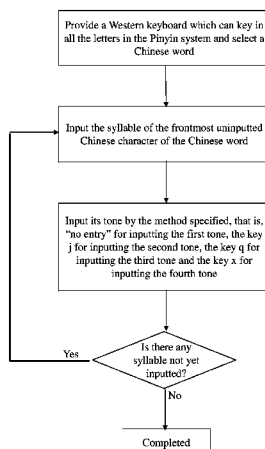 Provide a Western keyboard which can key in
all the letters in the Pinyin system and select a
Chinese word
Input the syllable of the frontmost uninputted
Chinese character of the Chinese word
Input its tone by the method specified, that is,
“no entry” for inputting the first tone, the key
j for inputting the second tone, the key q for
inputting the third tone and the key x for
inputting the fourth tone
Is there any
syllable not yet
inputted?
Yes
No
Completed